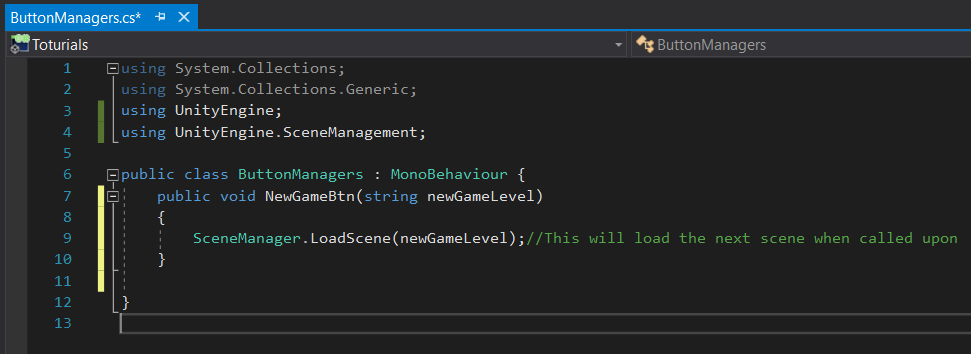 ButtonManagers.cs*
Toturials ButtonManagers
1 using System.Collections;
2 using System.Collections.Generic;
3 using UnityEngine;
4 using UnityEngine.SceneManagement;
5
6 public class ButtonManagers : MonoBehaviour {
7 public void NewGameBtn(string newGameLevel)
8 {
9 SceneManager.LoadScene(newGameLevel);//This will load the next scene when called upon
10 }
11
12 }
13